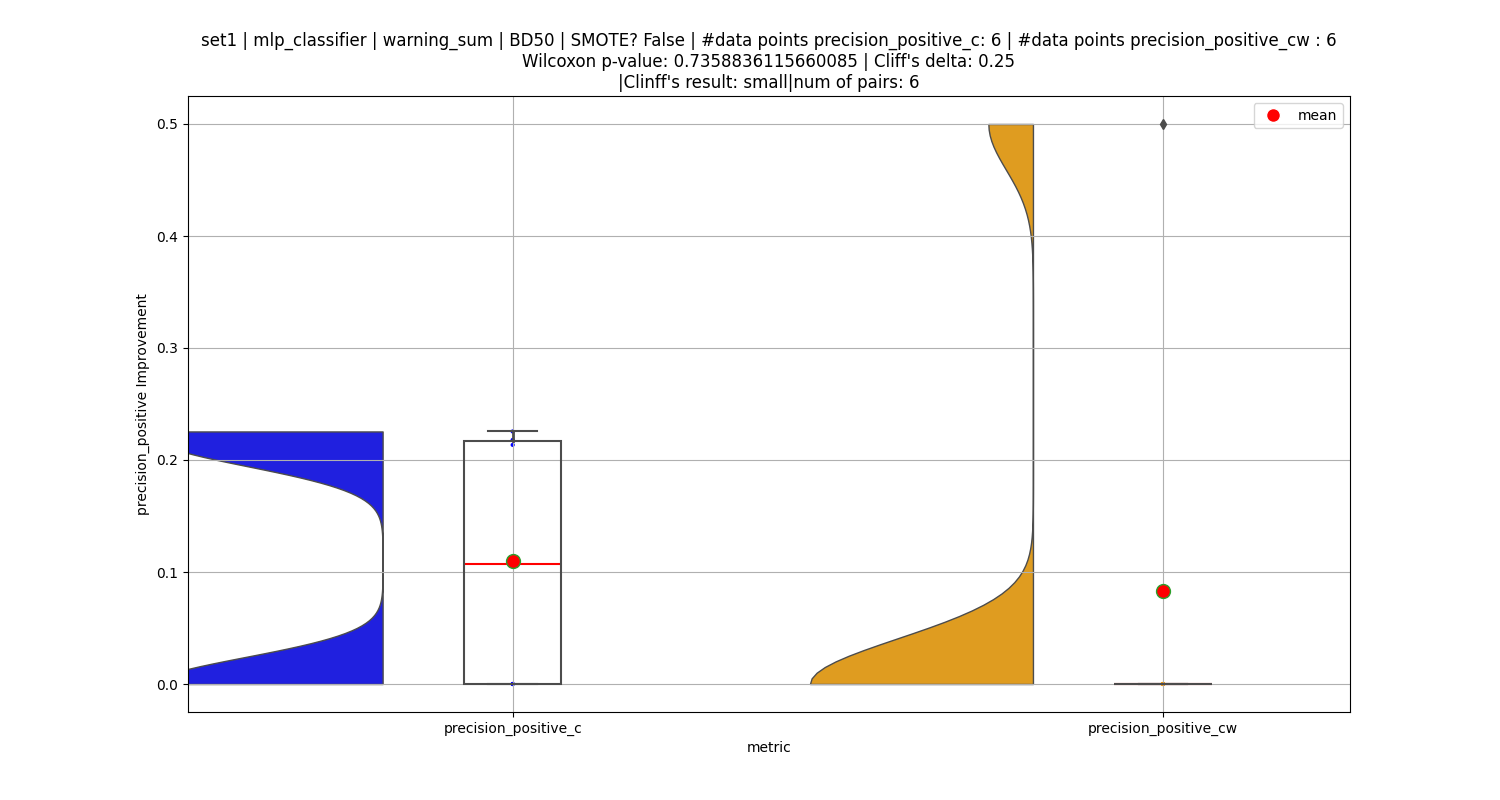 set1 | mlp_classifier | warning_sum | BD50 | SMOTE? False | #data points precision_positive_c: 6 | #data points precision_positive_cw : 6
Wilcoxon p-value: 0.7358836115660085 | Cliff's delta: 0.25
|Clinff's result: small|num of pairs: 6
mean
0.5
0.4
0.3
0.2
0.1
0.0
precision_positive Improvement
precision_positive_c
precision_positive_cw
metric